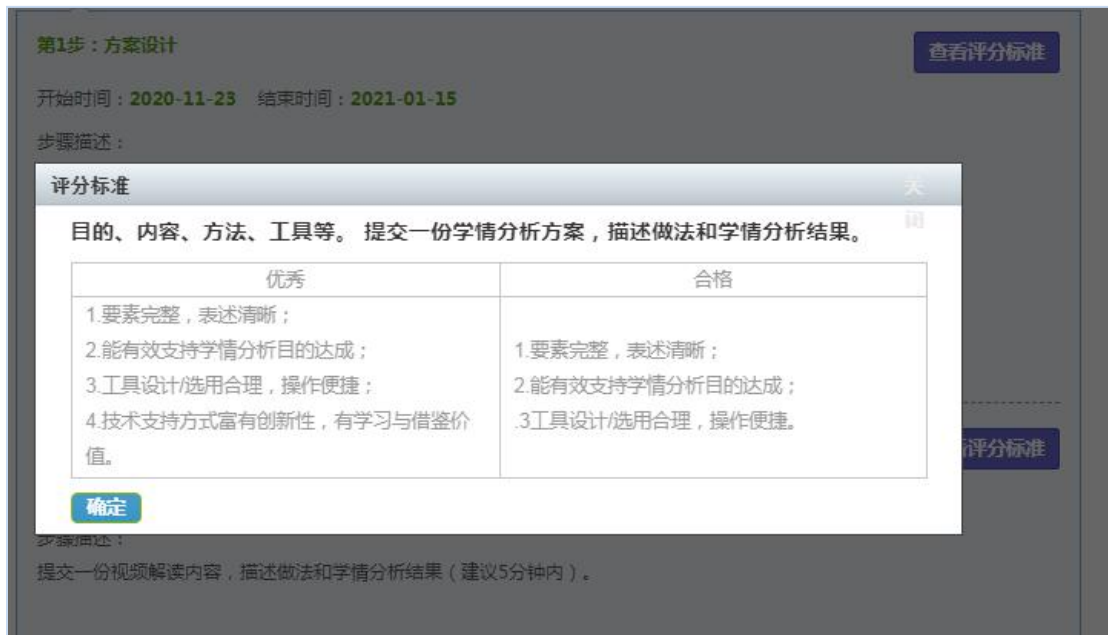 第1步：方案设计
查看评分标准
开始时间：2020-11-23 结束时间：2021-01-15
步骤描述：
评分标准
关闭
目的、内容、方法、工具等。 提交一份学情分析方案，描述做法和学情分析结果。
优秀
合格
1.要素完整，表述清晰；
2.能有效支持学情分析目的达成；
3.工具设计/选用合理，操作便捷；
4.技术支持方式富有创新性，有学习与借鉴价
值。
1.要素完整，表述清晰；
2.能有效支持学情分析目的达成；
.3工具设计/选用合理，操作便捷。
评分标准
确定
步骤描述：
提交一份视频解读内容，描述做法和学情分析结果（建议5分钟内）。